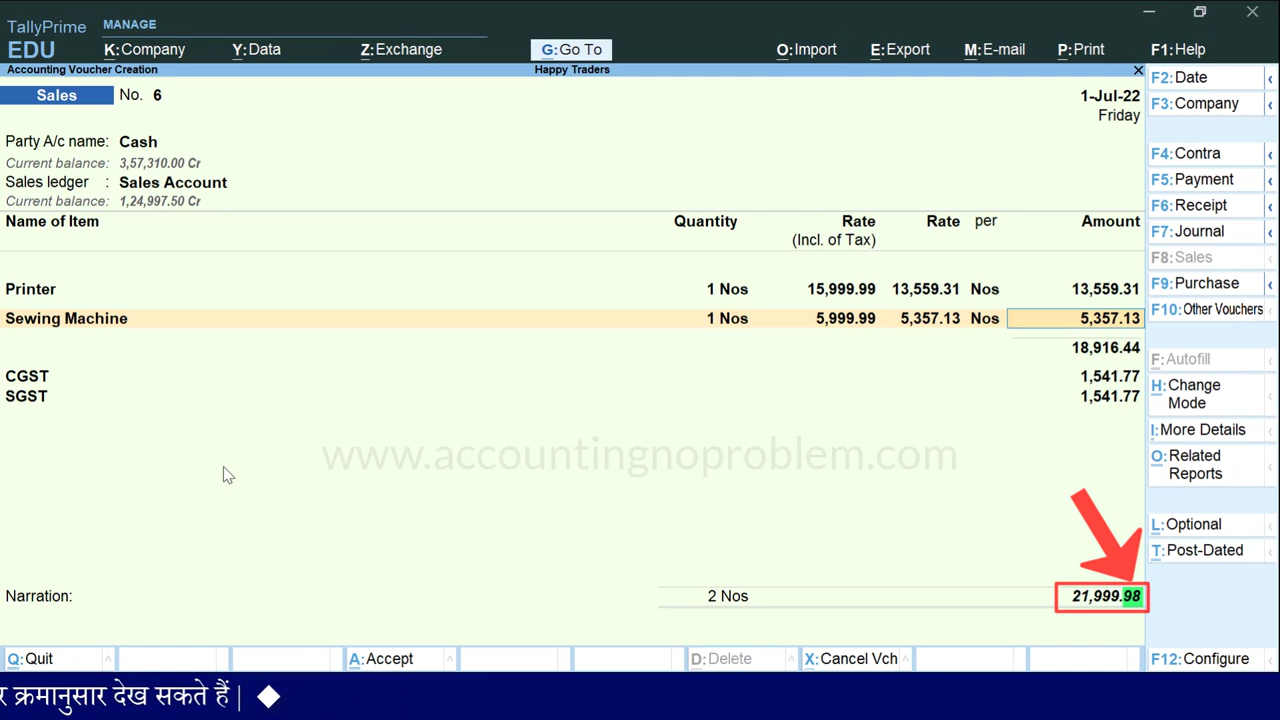 TallyPrime MANAGE
EDU K:Company Y:Data Z:Exchange G:Go To O:Import E:Export M:E-mail P:Print F1:Help
Accounting Voucher Creation Happy Traders
Sales No. 6 1-Jul-22
Friday
Party A/c name: Cash
Current balance: 3,57,310.00 Cr
Sales ledger : Sales Account
Current balance: 1,24,997.50 Cr
Name of Item Quantity Rate Rate per Amount
(Incl. of Tax)
Printer 1 Nos 15,999.99 13,559.31 Nos 13,559.31
Sewing Machine 1 Nos 5,999.99 5,357.13 Nos 5,357.13
18,916.44
CGST 1,541.77
SGST 1,541.77
www.accountingnoproblem.com
Narration: 2 Nos 21,999.98
F2:Date
F3:Company
F4:Contra
F5:Payment
F6:Receipt
F7:Journal
F8:Sales
F9:Purchase
F10:Other Vouchers
F:Autofill
H:Change
Mode
I:More Details
O:Related
Reports
L:Optional
T:Post-Dated
Q:Quit A:Accept D:Delete X:Cancel Vch F12:Configure
र क्रमानुसार देख सकते हैं |